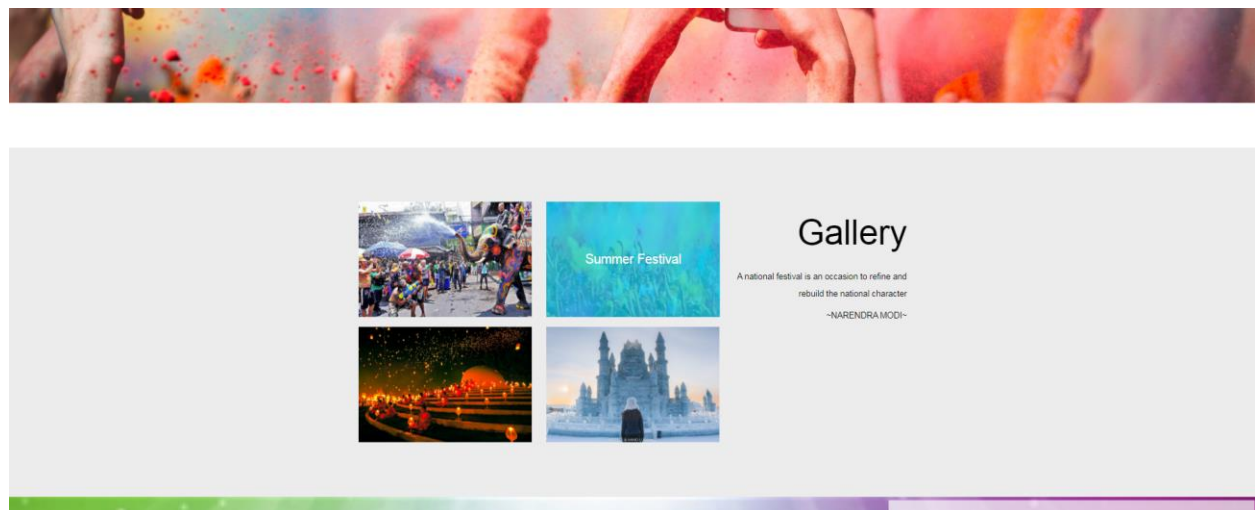 Summer Festival
Gallery
A national festival is an occasion to refine and
rebuild the national character
~NARENDRA MODI~